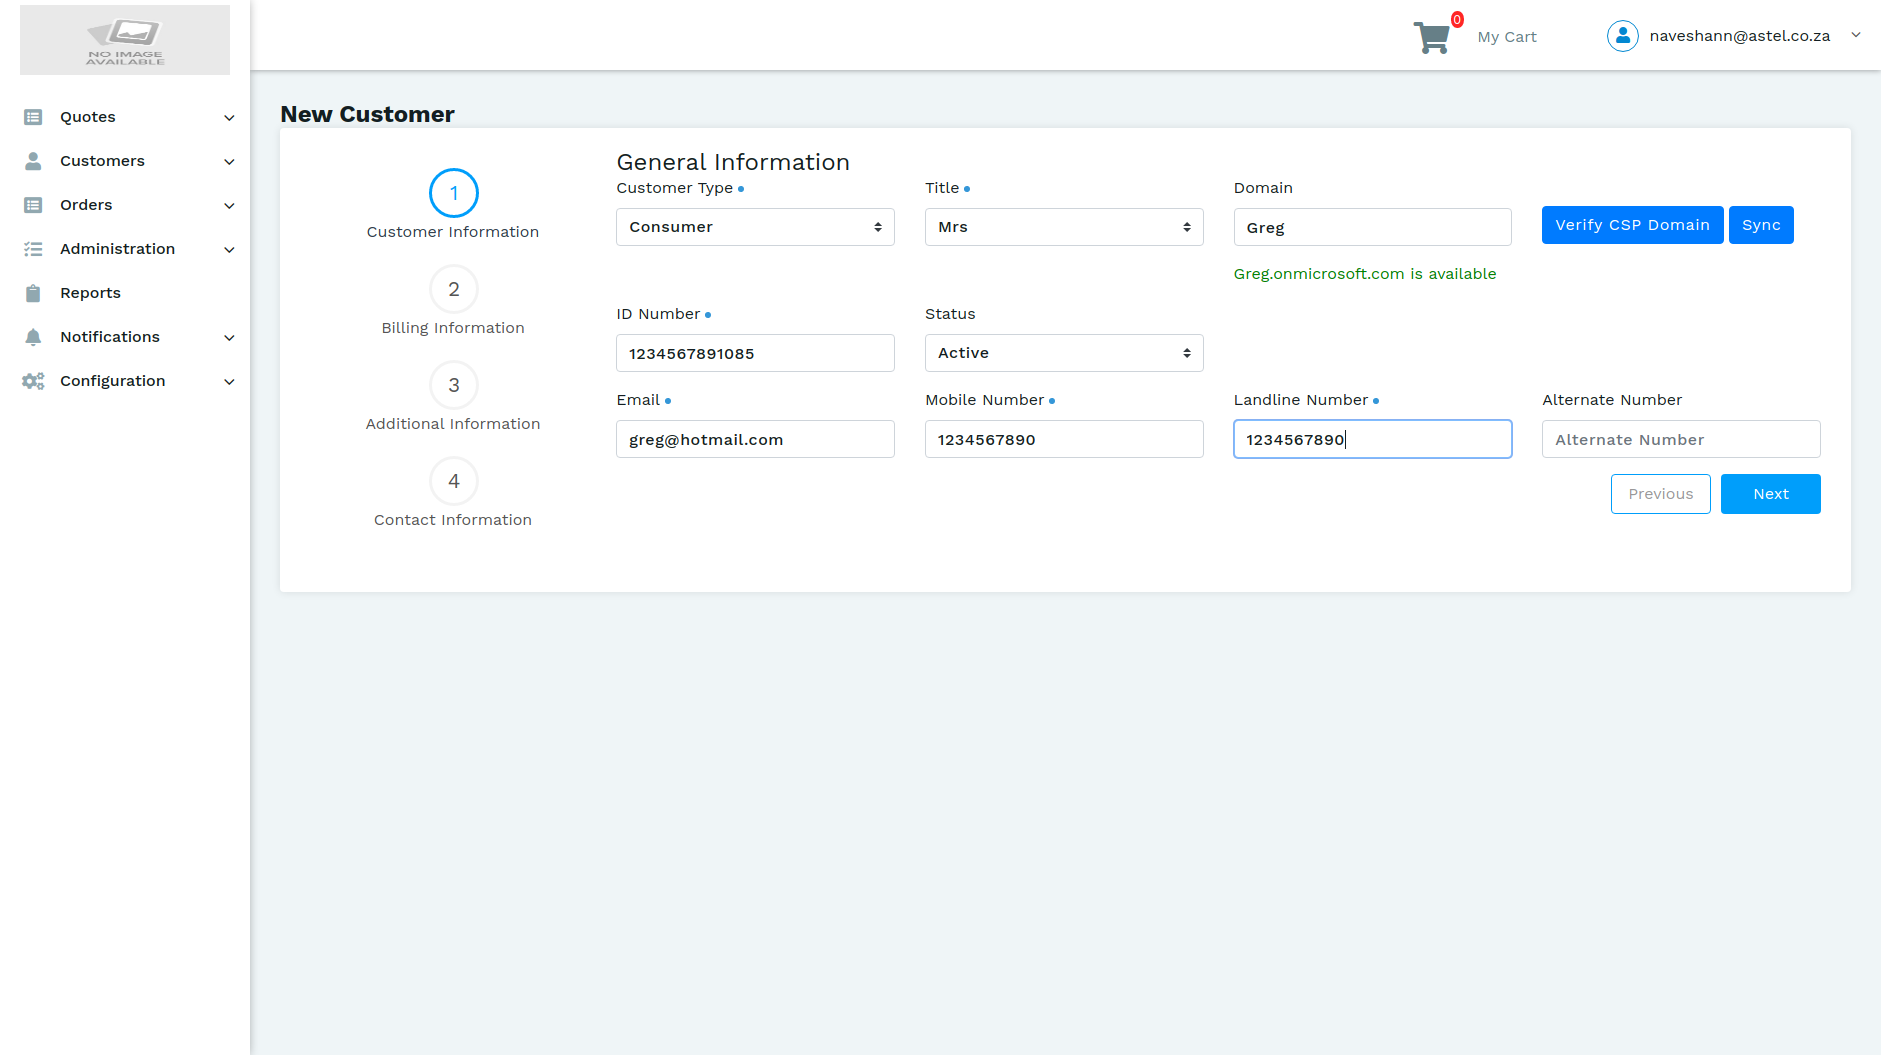 NO IMAGE
AVAILABLE
0
My Cart
naveshann@astel.co.za
Quotes
Customers
Orders
Administration
Reports
Notifications
Configuration
New Customer
1
Customer Information
2
Billing Information
3
Additional Information
4
Contact Information
General Information
Customer Type
Title
Domain
Consumer
Mrs
Greg
Verify CSP Domain
Sync
Greg.onmicrosoft.com is available
ID Number
Status
1234567891085
Active
Email
Mobile Number
Landline Number
Alternate Number
greg@hotmail.com
1234567890
1234567890
Alternate Number
Previous
Next